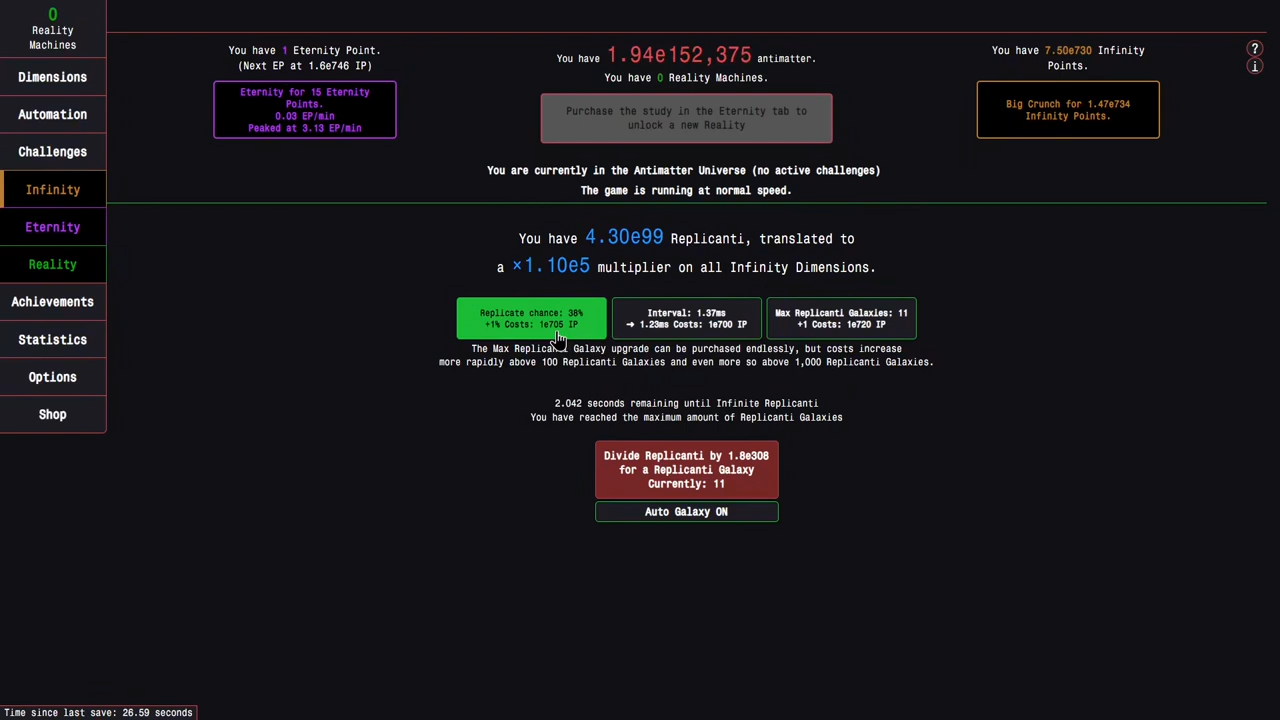 0
Reality
Machines
Dimensions
Automation
Challenges
Infinity
Eternity
Reality
Achievements
Statistics
Options
Shop
You have 1 Eternity Point.
(Next EP at 1.6e746 IP)
Eternity for 15 Eternity
Points.
0.03 EP/min
Peaked at 3.13 EP/min
You have 1.94e152,375 antimatter.
You have 0 Reality Machines.
Purchase the study in the Eternity tab to
unlock a new Reality
You have 7.50e730 Infinity
Points.
Big Crunch for 1.47e734
Infinity Points.
?
i
You are currently in the Antimatter Universe (no active challenges)
The game is running at normal speed.
You have 4.30e99 Replicanti, translated to
a ×1.10e5 multiplier on all Infinity Dimensions.
Replicate chance: 38%
+1% Costs: 1e705 IP
Interval: 1.37ms
➔ 1.23ms Costs: 1e700 IP
Max Replicanti Galaxies: 11
+1 Costs: 1e720 IP
The Max Replicanti Galaxy upgrade can be purchased endlessly, but costs increase
more rapidly above 100 Replicanti Galaxies and even more so above 1,000 Replicanti Galaxies.
2.042 seconds remaining until Infinite Replicanti
You have reached the maximum amount of Replicanti Galaxies
Divide Replicanti by 1.8e308
for a Replicanti Galaxy
Currently: 11
Auto Galaxy ON
Time since last save: 26.59 seconds